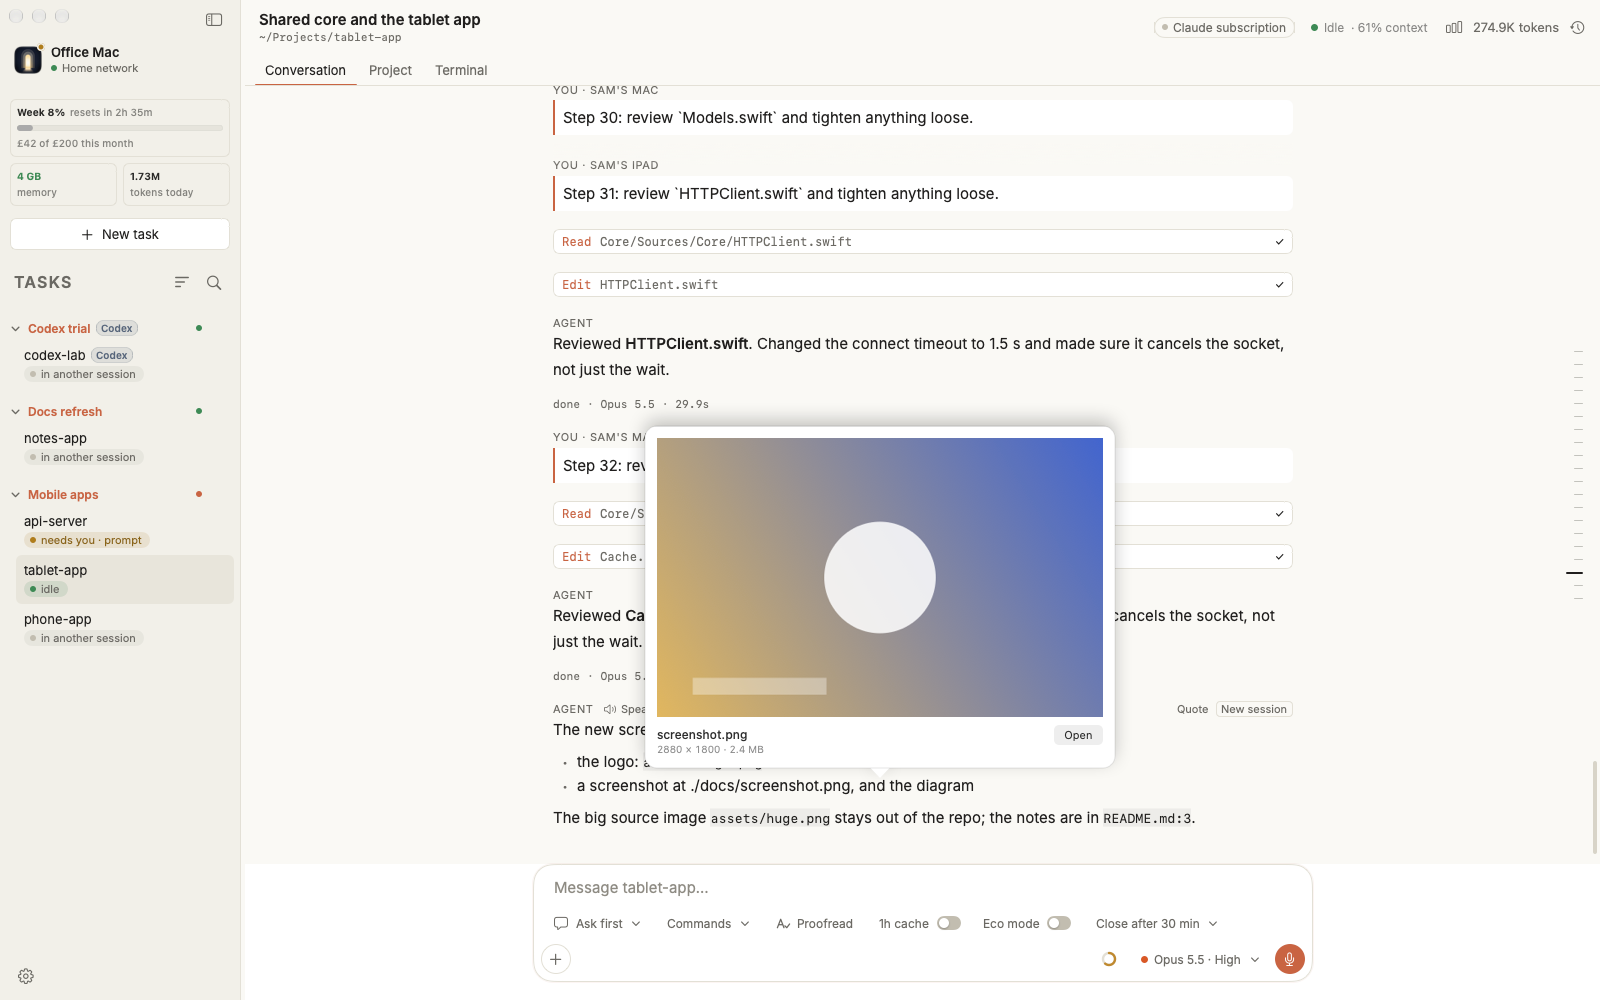 Office Mac
Home network
Week 8% resets in 2h 35m
£42 of £200 this month
4 GB
memory
1.73M
tokens today
New task
TASKS
Codex trial Codex
codex-lab Codex
in another session
Docs refresh
notes-app
in another session
Mobile apps
api-server
needs you · prompt
tablet-app
idle
phone-app
in another session
Shared core and the tablet app
~/Projects/tablet-app
Claude subscription
Idle · 61% context
274.9K tokens
Conversation Project Terminal
YOU · SAM'S MAC
Step 30: review `Models.swift` and tighten anything loose.
YOU · SAM'S IPAD
Step 31: review `HTTPClient.swift` and tighten anything loose.
Read Core/Sources/Core/HTTPClient.swift
Edit HTTPClient.swift
AGENT
Reviewed HTTPClient.swift. Changed the connect timeout to 1.5 s and made sure it cancels the socket,
not just the wait.
done · Opus 5.5 · 29.9s
YOU · SAM'S
Step 32:
Read Core/
Edit Cache.
AGENT
Reviewed cancels the socket, not
just the wait.
done · Opus 5.
AGENT
Quote New session
The new
the logo:
a screenshot at ./docs/screenshot.png, and the diagram
The big source image assets/huge.png stays out of the repo; the notes are in README.md:3.
screenshot.png
2880 × 1800 · 2.4 MB
Open
Message tablet-app...
Ask first Commands Proofread 1h cache Eco mode Close after 30 min
Opus 5.5 · High